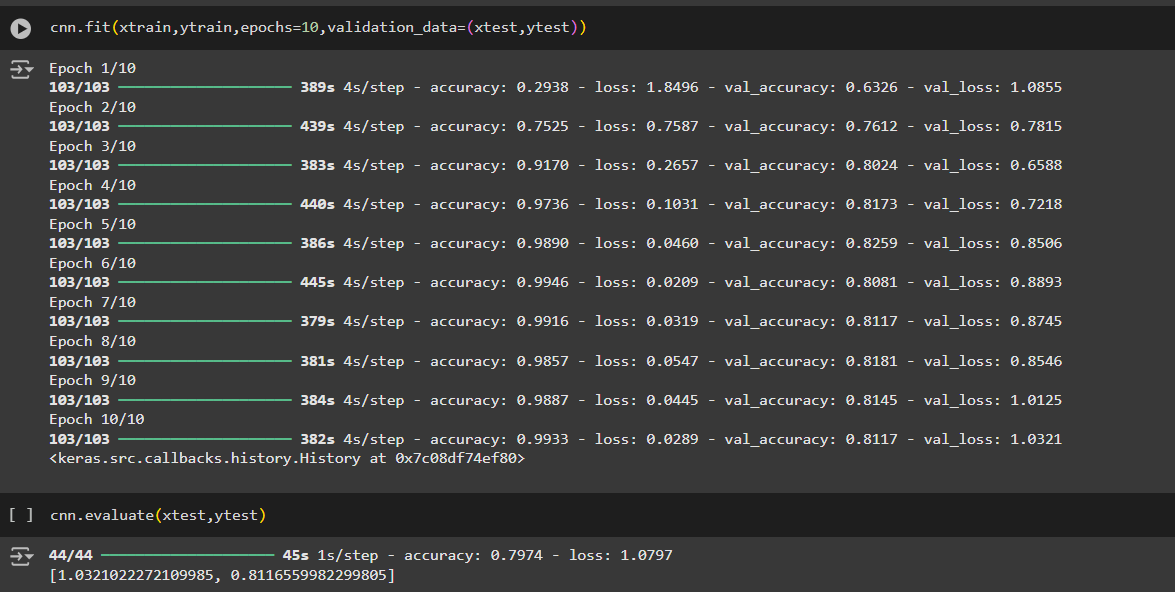 cnn.fit(xtrain,ytrain,epochs=10,validation_data=(xtest,ytest))
Epoch 1/10
103/103 389s 4s/step - accuracy: 0.2938 - loss: 1.8496 - val_accuracy: 0.6326 - val_loss: 1.0855
Epoch 2/10
103/103 439s 4s/step - accuracy: 0.7525 - loss: 0.7587 - val_accuracy: 0.7612 - val_loss: 0.7815
Epoch 3/10
103/103 383s 4s/step - accuracy: 0.9170 - loss: 0.2657 - val_accuracy: 0.8024 - val_loss: 0.6588
Epoch 4/10
103/103 440s 4s/step - accuracy: 0.9736 - loss: 0.1031 - val_accuracy: 0.8173 - val_loss: 0.7218
Epoch 5/10
103/103 386s 4s/step - accuracy: 0.9890 - loss: 0.0460 - val_accuracy: 0.8259 - val_loss: 0.8506
Epoch 6/10
103/103 445s 4s/step - accuracy: 0.9946 - loss: 0.0209 - val_accuracy: 0.8081 - val_loss: 0.8893
Epoch 7/10
103/103 379s 4s/step - accuracy: 0.9916 - loss: 0.0319 - val_accuracy: 0.8117 - val_loss: 0.8745
Epoch 8/10
103/103 381s 4s/step - accuracy: 0.9857 - loss: 0.0547 - val_accuracy: 0.8181 - val_loss: 0.8546
Epoch 9/10
103/103 384s 4s/step - accuracy: 0.9887 - loss: 0.0445 - val_accuracy: 0.8145 - val_loss: 1.0125
Epoch 10/10
103/103 382s 4s/step - accuracy: 0.9933 - loss: 0.0289 - val_accuracy: 0.8117 - val_loss: 1.0321
<keras.src.callbacks.history.History at 0x7c08df74ef80>
[ ] cnn.evaluate(xtest,ytest)
44/44 45s 1s/step - accuracy: 0.7974 - loss: 1.0797
[1.0321022272109985, 0.8116559982299805]